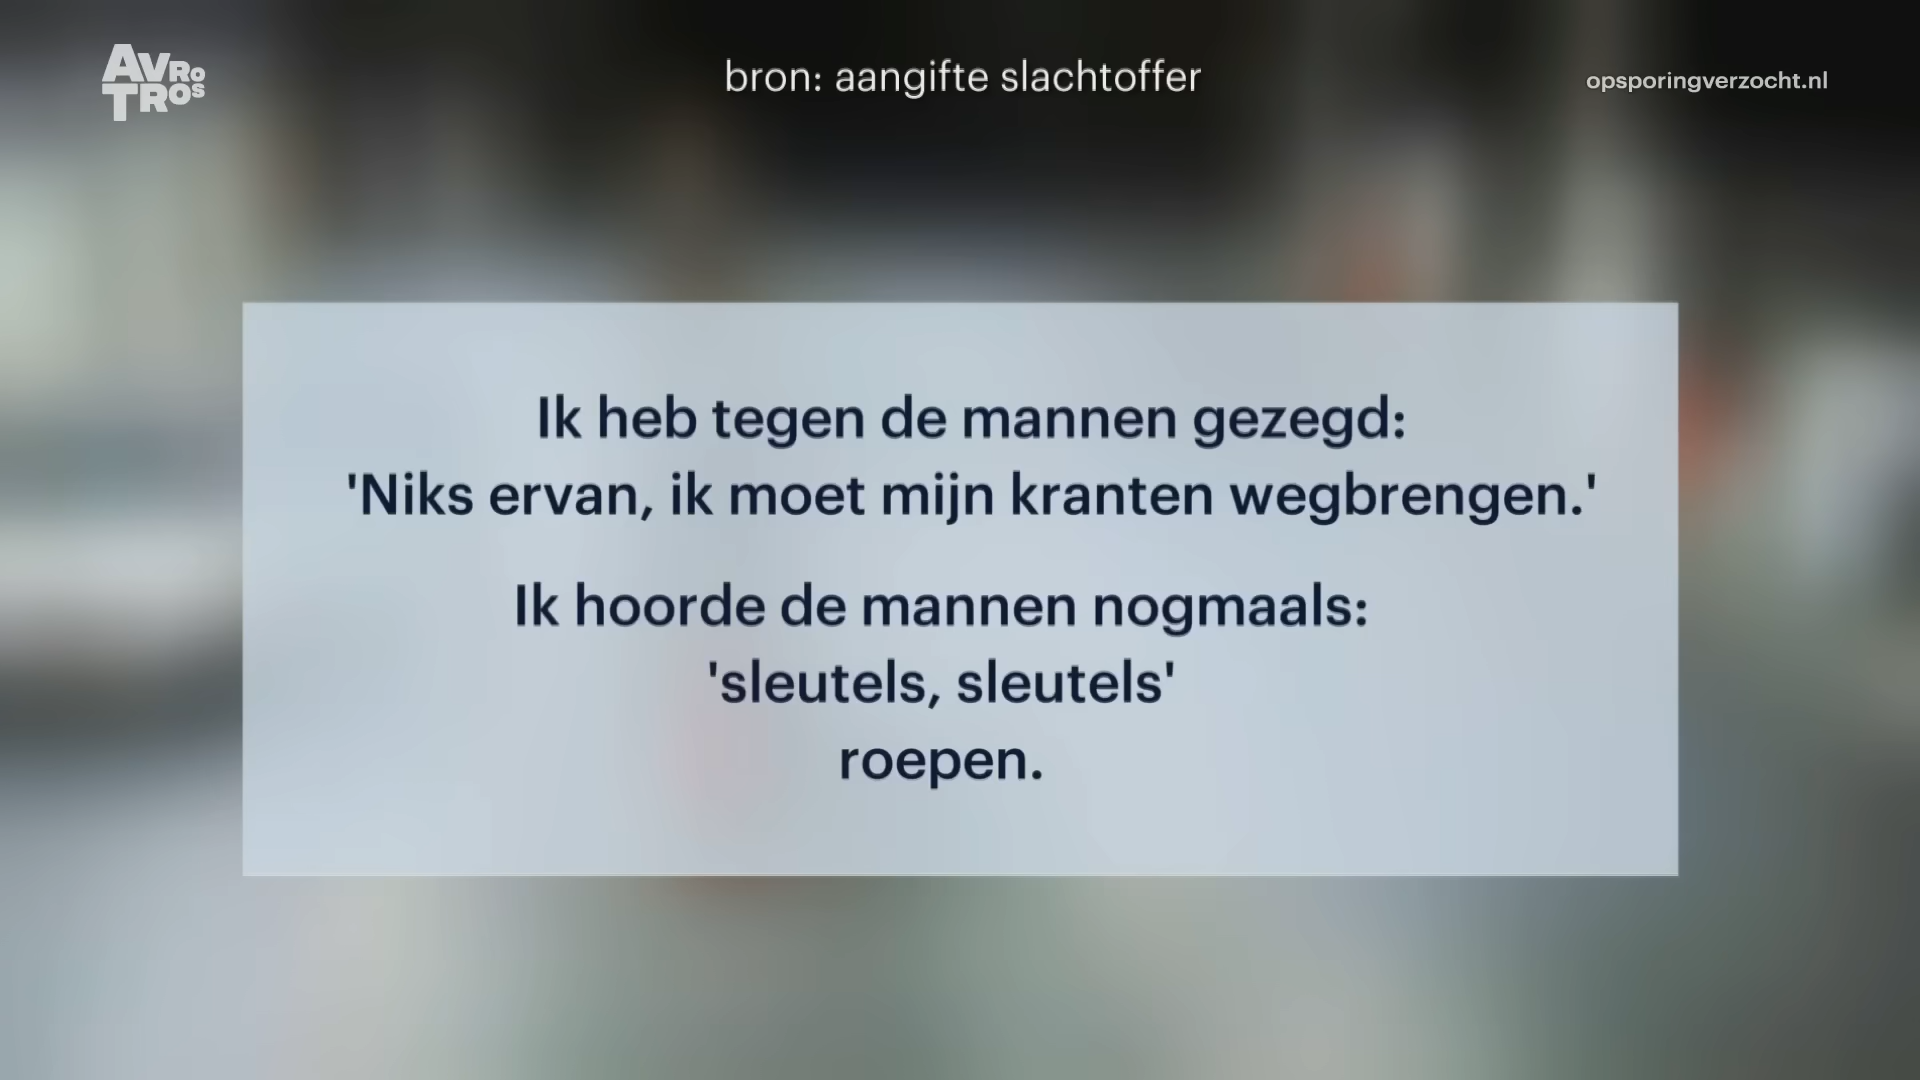 AVRO
TROS
bron: aangifte slachtoffer
opsporingverzocht.nl
Ik heb tegen de mannen gezegd:
'Niks ervan, ik moet mijn kranten wegbrengen.'
Ik hoorde de mannen nogmaals:
'sleutels, sleutels'
roepen.